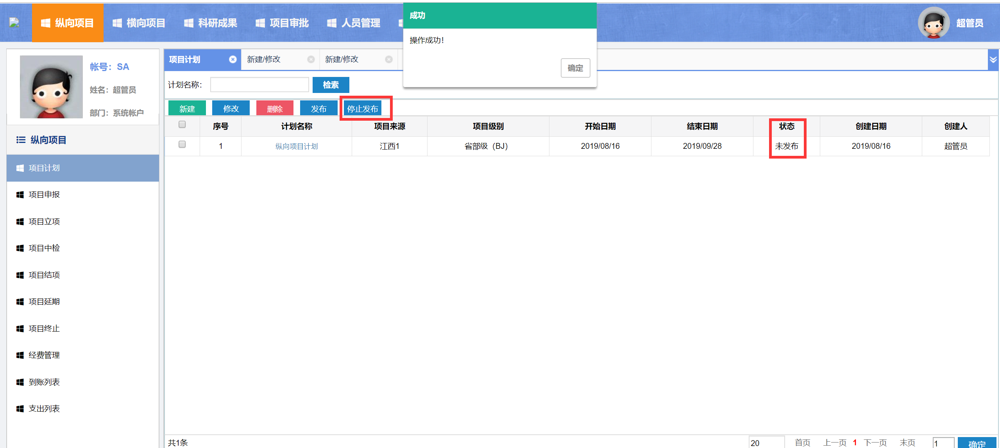 纵向项目 横向项目 科研成果 项目审批 人员管理 超管员
成功
操作成功！
确定
帐号：SA
姓名：超管员
部门：系统帐户
纵向项目
项目计划
项目申报
项目立项
项目中检
项目结项
项目延期
项目终止
经费管理
到账列表
支出列表
项目计划 新建/修改 新建/修改
计划名称： 检索
新建 修改 删除 发布 停止发布
序号 计划名称 项目来源 项目级别 开始日期 结束日期 状态 创建日期 创建人
1 纵向项目计划 江西1 省部级（BJ） 2019/08/16 2019/09/28 未发布 2019/08/16 超管员
共1条 20 首页 上一页 1 下一页 末页 1 确定